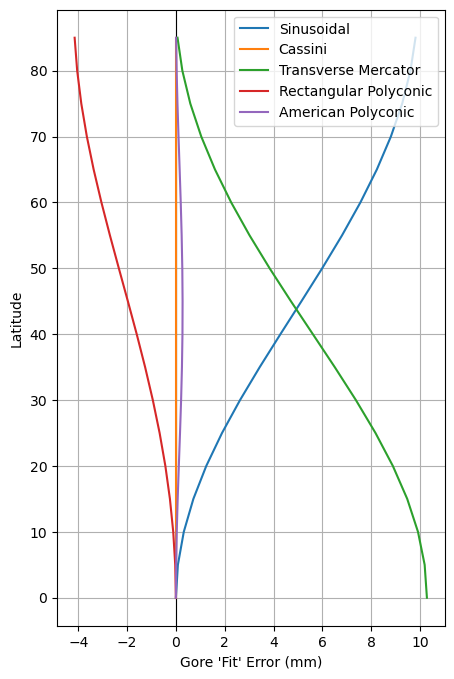 Sinusoidal
Cassini
Transverse Mercator
Rectangular Polyconic
American Polyconic
80
70
60
50
40
30
20
10
0
Latitude
−4 −2 0 2 4 6 8 10
Gore 'Fit' Error (mm)